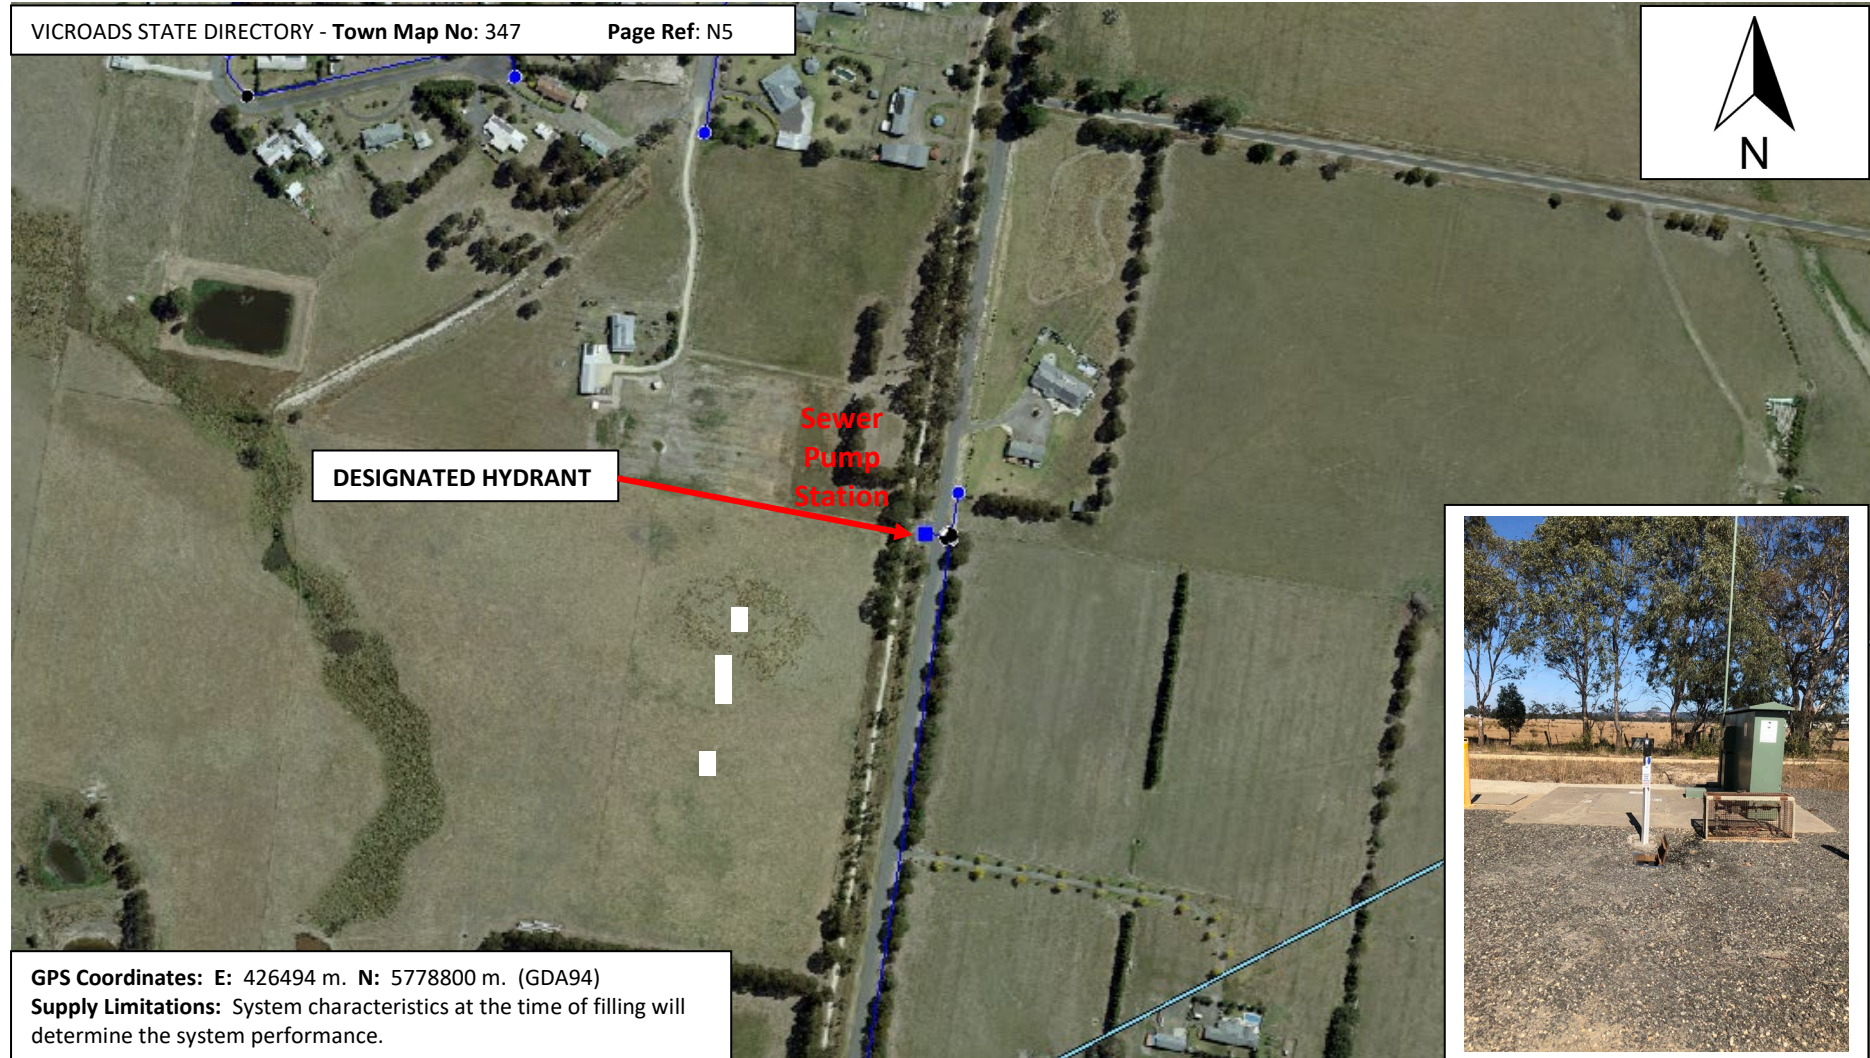 VICROADS STATE DIRECTORY - Town Map No: 347 Page Ref: N5
N
Sewer
Pump
Station
DESIGNATED HYDRANT
GPS Coordinates: E: 426494 m. N: 5778800 m. (GDA94)
Supply Limitations: System characteristics at the time of filling will
determine the system performance.